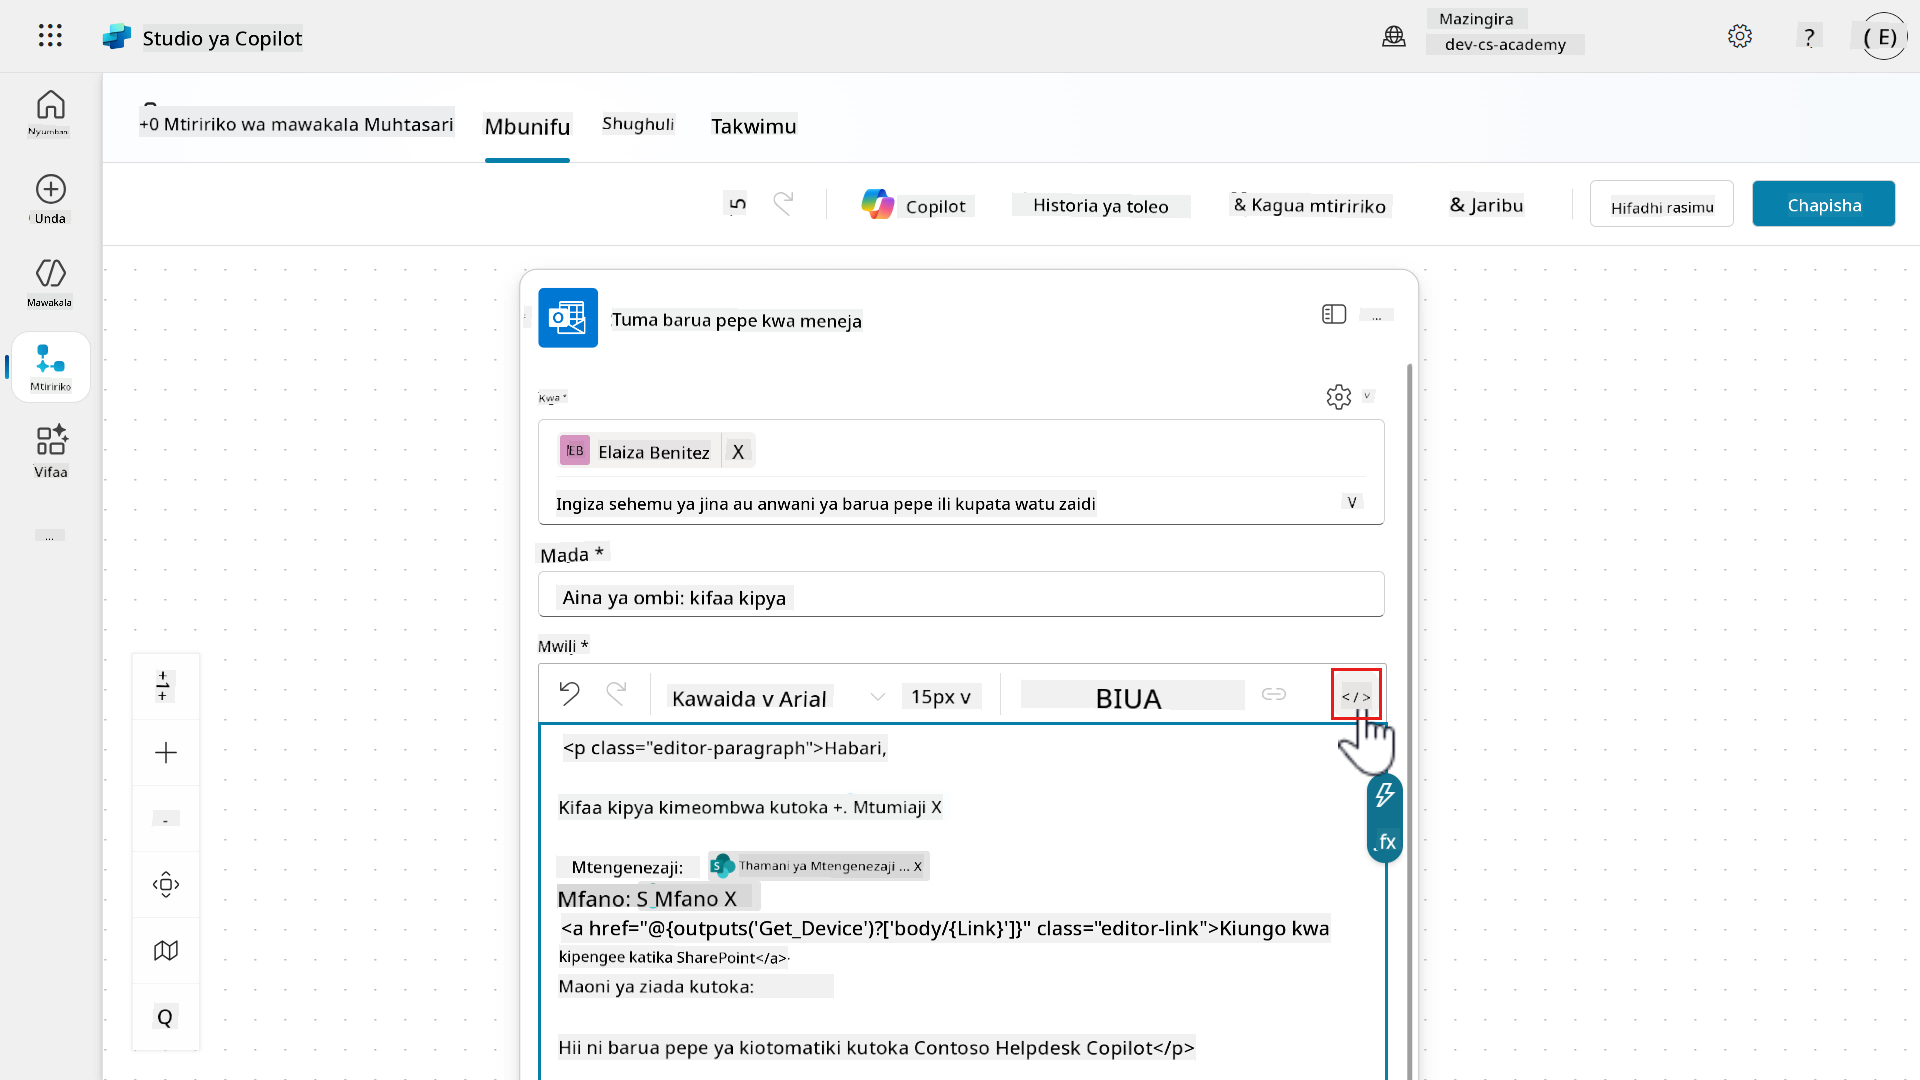 Studio ya Copilot
Mazingira
dev-cs-academy
?
( E)
Nyumban
+0 Mtiririko wa mawakala Muhtasari
Mbunifu
Shughuli
Takwimu
Unda
Copilot
Historia ya toleo
& Kagua mtiririko
& Jaribu
Hifadhi rasimu
Chapisha
Mawakala
Mtiririko
Vifaa
...
Tuma barua pepe kwa meneja
...
Kwa *
EB Elaiza Benitez X
Ingiza sehemu ya jina au anwani ya barua pepe ili kupata watu zaidi
V
Mada *
Aina ya ombi: kifaa kipya
Mwili *
Kawaida v Arial
15px v
BIUA
</>
<p class="editor-paragraph">Habari,
Kifaa kipya kimeombwa kutoka +. Mtumiaji X
fx
Mtengenezaji: S Thamani ya Mtengenezaji ... X
Mfano: S Mfano X
<a href="@{outputs('Get_Device')?['body/{Link}']}" class="editor-link">Kiungo kwa
kipengee katika SharePoint</a>
Maoni ya ziada kutoka:
Q
Hii ni barua pepe ya kiotomatiki kutoka Contoso Helpdesk Copilot</p>